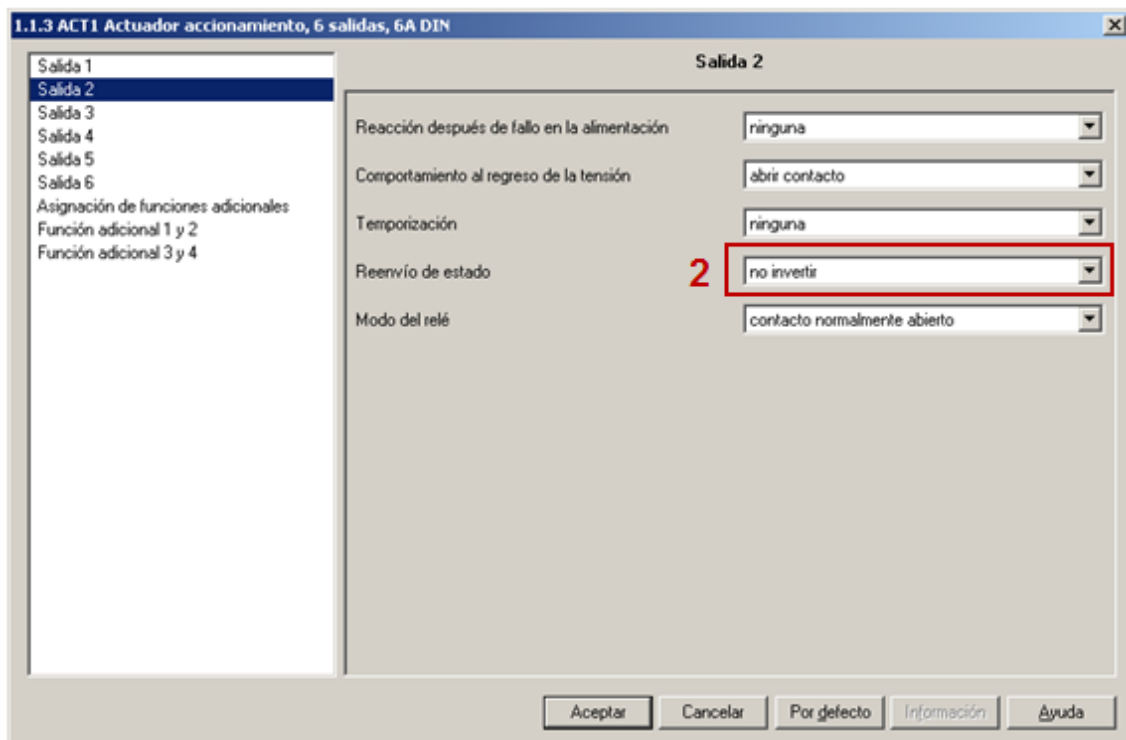 1.1.3 ACT1 Actuador accionamiento, 6 salidas, 6A DIN
Salida 1
Salida 2
Salida 3
Salida 4
Salida 5
Salida 6
Asignación de funciones adicionales
Función adicional 1 y 2
Función adicional 3 y 4
Salida 2
Reacción después de fallo en la alimentación ninguna
Comportamiento al regreso de la tensión abrir contacto
Temporización ninguna
Reenvío de estado 2 no invertir
Modo del relé contacto normalmente abierto
Aceptar Cancelar Por defecto Información Ayuda